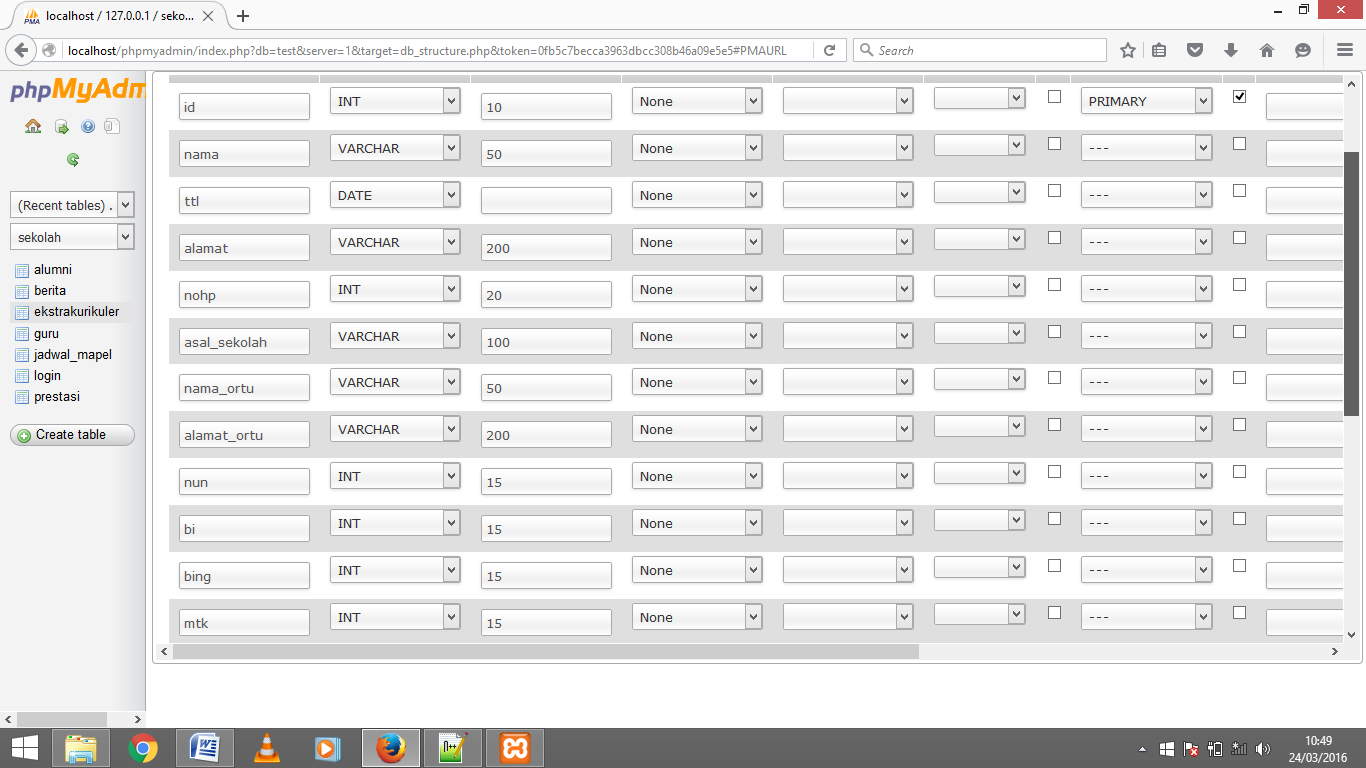 localhost / 127.0.0.1 / seko...
localhost/phpmyadmin/index.php?db=test&server=1&target=db_structure.php&token=0fb5c7becca3963dbcc308b46a09e5e5#PMAURL
Search
phpMyAdm
(Recent tables) .
sekolah
alumni
berita
ekstrakurikuler
guru
jadwal_mapel
login
prestasi
Create table
id INT 10 None PRIMARY
nama VARCHAR 50 None ---
ttl DATE None ---
alamat VARCHAR 200 None ---
nohp INT 20 None ---
asal_sekolah VARCHAR 100 None ---
nama_ortu VARCHAR 50 None ---
alamat_ortu VARCHAR 200 None ---
nun INT 15 None ---
bi INT 15 None ---
bing INT 15 None ---
mtk INT 15 None ---
10:49
24/03/2016